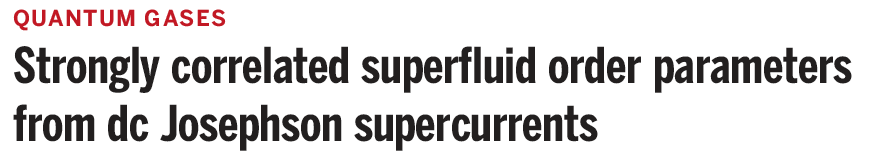 QUANTUM GASES
Strongly correlated superfluid order parameters
from dc Josephson supercurrents